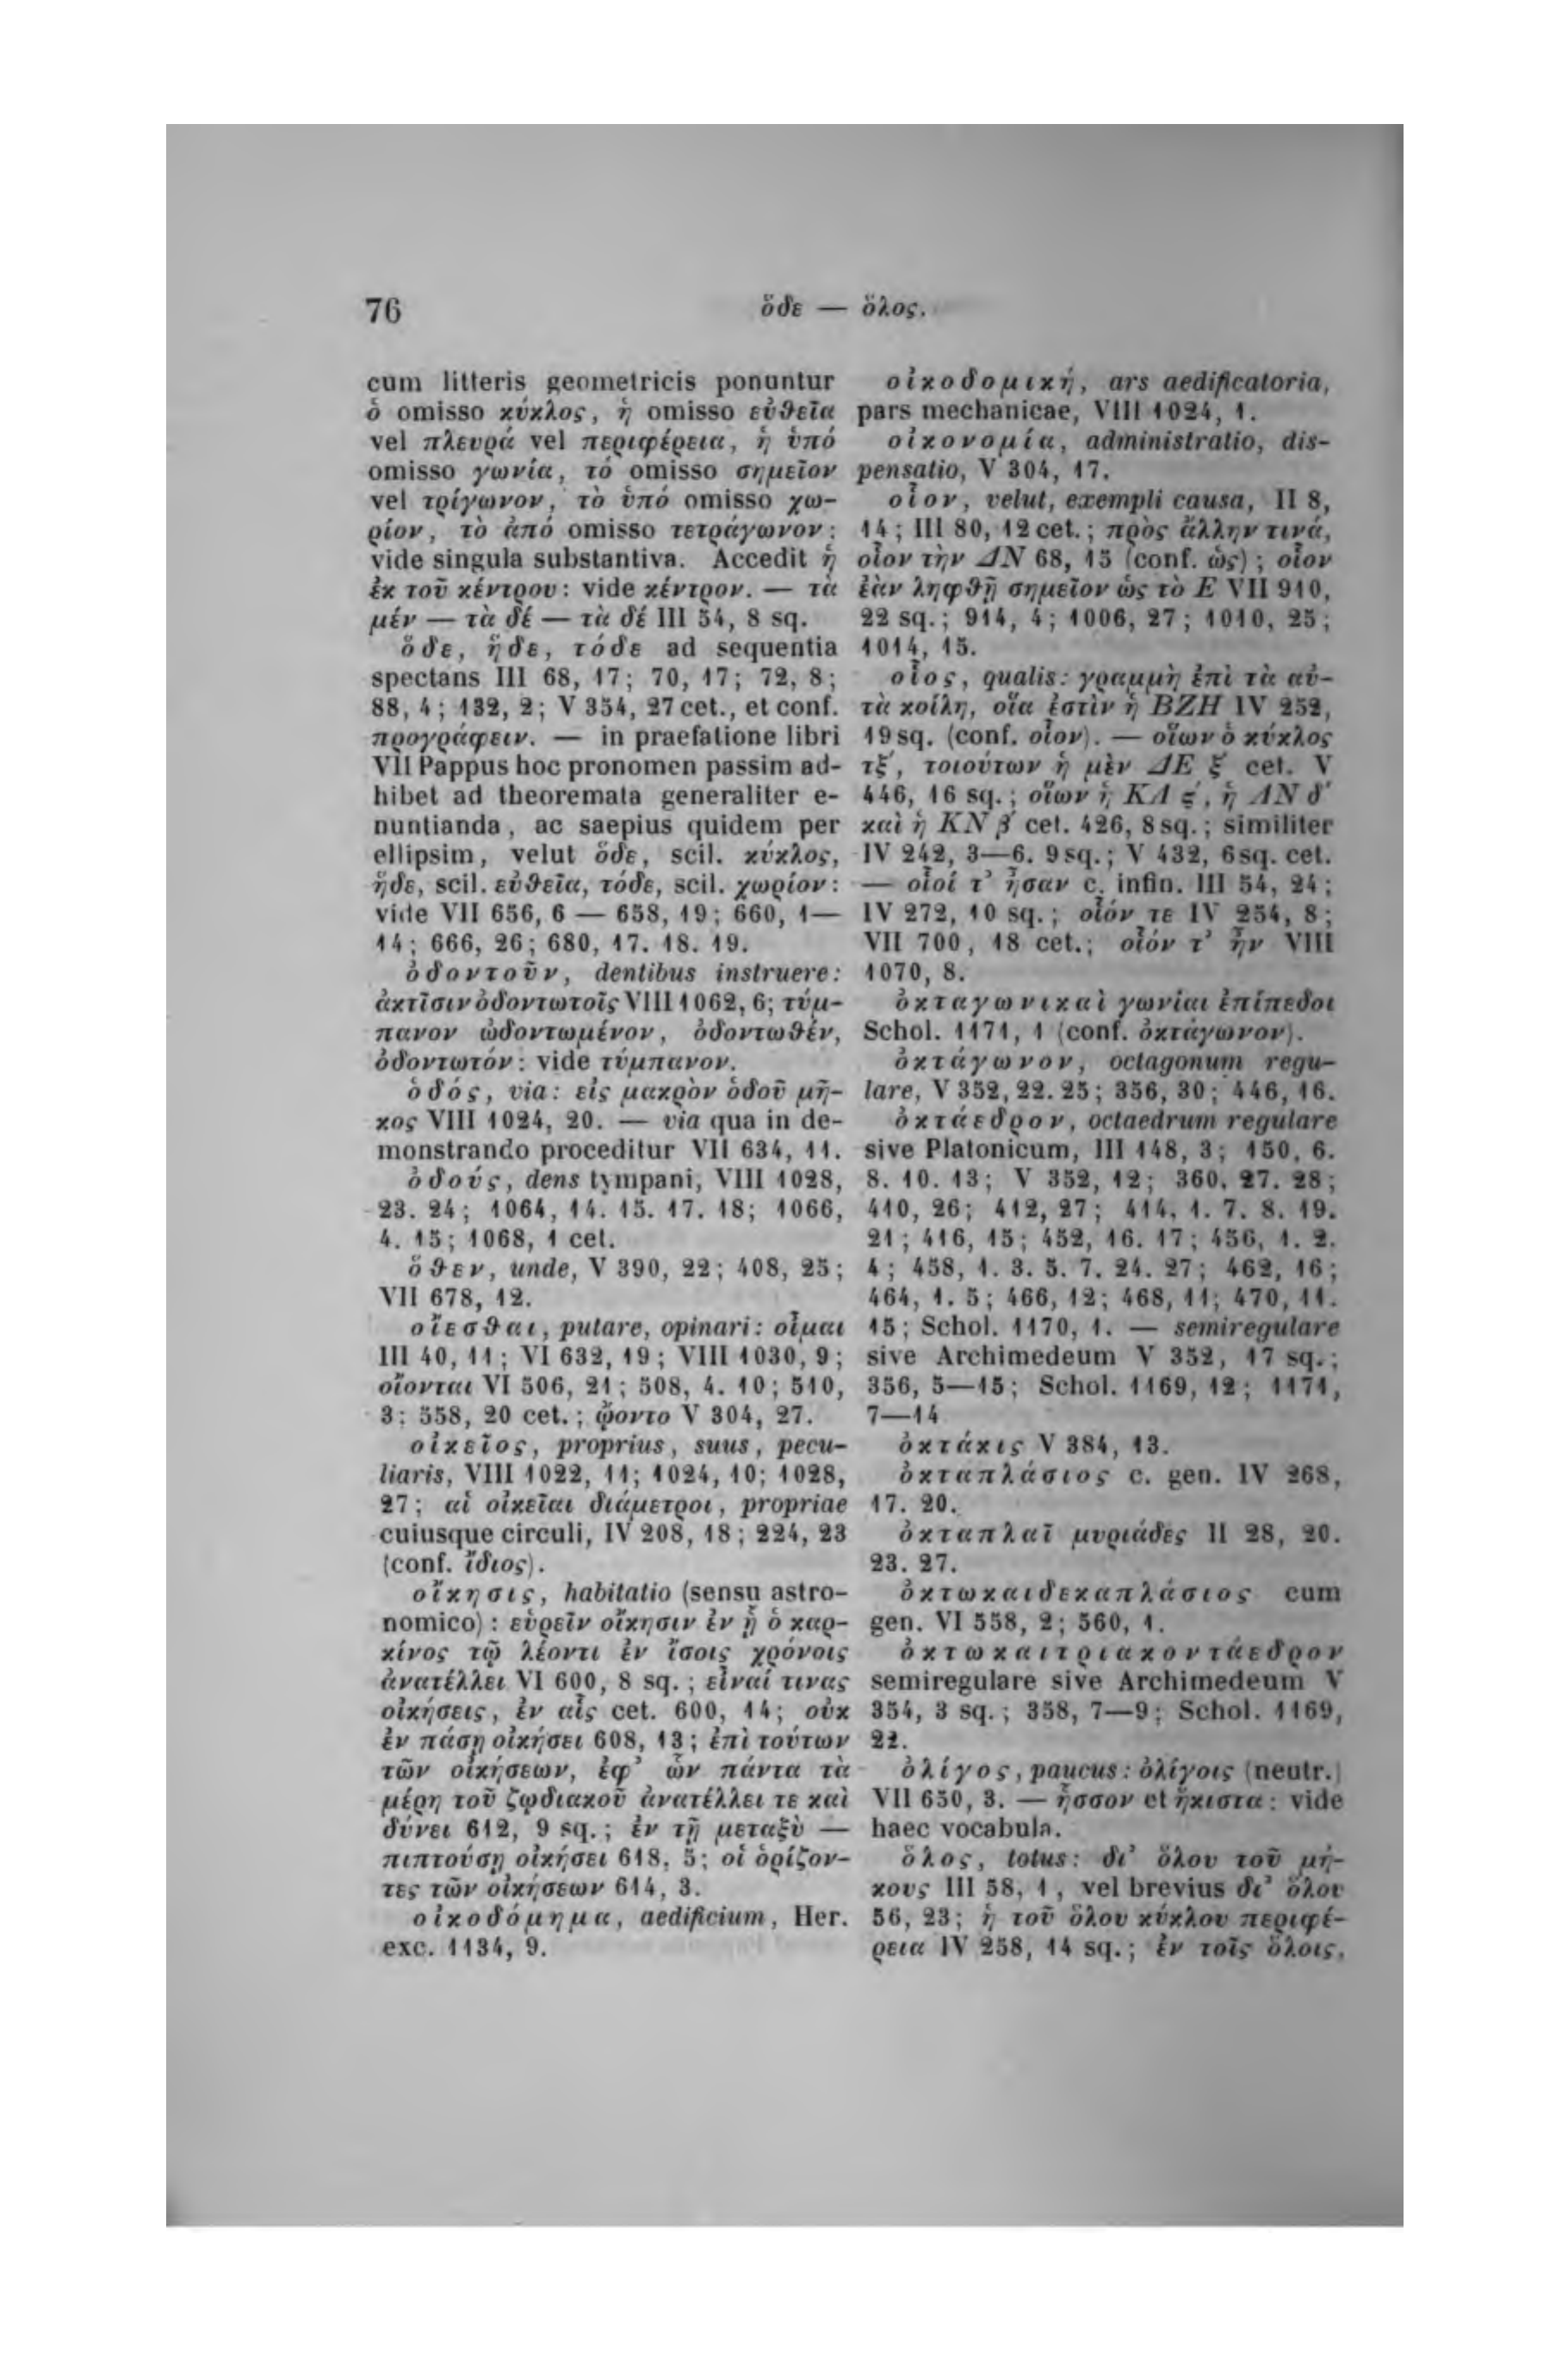 76
ὅδε — ὅλος.
cum litteris geometricis ponuntur
ὁ omisso κύκλος, ἡ omisso εὐθεῖα
vel πλευρά vel περιφέρεια, ἡ ὑπό
omisso γωνία, τό omisso σημεῖον
vel τρίγωνον, τὸ ὑπό omisso χω-
ρίον, τὸ ἀπό omisso τετράγωνον:
vide singula substantiva. Accedit ἡ
ἐκ τοῦ κέντρου: vide κέντρον. — τὰ
μέν — τὰ δέ — τὰ δέ III 54, 8 sq.
ὅδε, ἥδε, τόδε ad sequentia
spectans III 68, 17; 70, 17; 72, 8;
88, 4; 132, 2; V 354, 27 cet., et conf.
προγράφειν. — in praefatione libri
VII Pappus hoc pronomen passim ad-
hibet ad theoremata generaliter e-
nuntianda, ac saepius quidem per
ellipsim, velut ὅδε, scil. κύκλος,
ἥδε, scil. εὐθεῖα, τόδε, scil. χωρίον:
vide VII 656, 6 — 658, 19; 660, 1—
14; 666, 26; 680, 17. 18. 19.
ὀδοντοῦν, dentibus instruere:
ἀκτῖσιν ὀδοντωτοῖς VIII 1062, 6; τύμ-
πανον ὠδοντωμένον, ὀδοντωθέν,
ὀδοντωτόν: vide τύμπανον.
ὁδός, via: εἰς μακρὸν ὁδοῦ μῆ-
κος VIII 1024, 20. — via qua in de-
monstrando proceditur VII 634, 11.
ὀδούς, dens tympani, VIII 1028,
23. 24; 1064, 14. 15. 17. 18; 1066,
4. 15; 1068, 1 cet.
ὅθεν, unde, V 390, 22; 408, 25;
VII 678, 12.
οἴεσθαι, putare, opinari: οἶμαι
III 40, 11; VI 632, 19; VIII 1030, 9;
οἴονται VI 506, 21; 508, 4. 10; 510,
3; 558, 20 cet.; ᾤοντο V 304, 27.
οἰκεῖος, proprius, suus, pecu-
liaris, VIII 1022, 11; 1024, 10; 1028,
27; αἱ οἰκεῖαι διάμετροι, propriae
cuiusque circuli, IV 208, 18; 224, 23
(conf. ἴδιος).
οἴκησις, habitatio (sensu astro-
nomico): εὑρεῖν οἴκησιν ἐν ᾗ ὁ καρ-
κίνος τῷ λέοντι ἐν ἴσοις χρόνοις
ἀνατέλλει VI 600, 8 sq.; εἶναί τινας
οἰκήσεις, ἐν αἷς cet. 600, 14; οὐκ
ἐν πάσῃ οἰκήσει 608, 13; ἐπὶ τούτων
τῶν οἰκήσεων, ἐφ’ ὧν πάντα τὰ
μέρη τοῦ ζῳδιακοῦ ἀνατέλλει τε καὶ
δύνει 612, 9 sq.; ἐν τῇ μεταξὺ —
πιπτούσῃ οἰκήσει 618, 5; οἱ ὁρίζον-
τες τῶν οἰκήσεων 614, 3.
οἰκοδόμημα, aedificium, Her.
exc. 1134, 9.
οἰκοδομική, ars aedificatoria,
pars mechanicae, VIII 1024, 1.
οἰκονομία, administratio, dis-
pensatio, V 304, 17.
οἷον, velut, exempli causa, II 8,
14; III 80, 12 cet.; πρὸς ἄλλην τινά,
οἷον τὴν ΔΝ 68, 15 (conf. ὡς); οἷον
ἐὰν ληφθῇ σημεῖον ὡς τὸ Ε VII 910,
22 sq.; 914, 4; 1006, 27; 1010, 25;
1014, 15.
οἷος, qualis: γραμμὴ ἐπὶ τὰ αὐ-
τὰ κοίλη, οἵα ἐστὶν ἡ ΒΖΗ IV 252,
19 sq. (conf. οἷον). — οἵων ὁ κύκλος
τξ΄, τοιούτων ἡ μὲν ΔΕ ξ΄ cet. V
446, 16 sq.; οἵων ἡ ΚΛ ς΄, ἡ ΛΝ δ΄
καὶ ἡ ΚΝ β΄ cet. 426, 8 sq.; similiter
IV 242, 3—6. 9 sq.; V 432, 6 sq. cet.
— οἷοί τ’ ἦσαν c. infin. III 54, 24;
IV 272, 10 sq.; οἷόν τε IV 254, 8;
VII 700, 18 cet.; οἷόν τ’ ἦν VIII
1070, 8.
ὀκταγωνικαὶ γωνίαι ἐπίπεδοι
Schol. 1171, 1 (conf. ὀκτάγωνον).
ὀκτάγωνον, octagonum regu-
lare, V 352, 22. 25; 356, 30; 446, 16.
ὀκτάεδρον, octaedrum regulare
sive Platonicum, III 148, 3; 150, 6.
8. 10. 13; V 352, 12; 360, 27. 28;
410, 26; 412, 27; 414, 1. 7. 8. 19.
21; 416, 15; 452, 16. 17; 456, 1. 2.
4; 458, 1. 3. 5. 7. 24. 27; 462, 16;
464, 1. 5; 466, 12; 468, 11; 470, 11.
15; Schol. 1170, 1. — semiregulare
sive Archimedeum V 352, 17 sq.;
356, 5—15; Schol. 1169, 12; 1171,
7—14
ὀκτάκις V 384, 13.
ὀκταπλάσιος c. gen. IV 268,
17. 20.
ὀκταπλαῖ μυριάδες II 28, 20.
23. 27.
ὀκτωκαιδεκαπλάσιος cum
gen. VI 558, 2; 560, 1.
ὀκτωκαιτριακοντάεδρον
semiregulare sive Archimedeum V
354, 3 sq.; 358, 7—9; Schol. 1169,
22.
ὀλίγος, paucus: ὀλίγοις (neutr.)
VII 650, 3. — ἧσσον et ἥκιστα: vide
haec vocabula.
ὅλος, totus: δι’ ὅλου τοῦ μή-
κους III 58, 1, vel brevius δι’ ὅλου
56, 23; ἡ τοῦ ὅλου κύκλου περιφέ-
ρεια IV 258, 14 sq.; ἐν τοῖς ὅλοις,